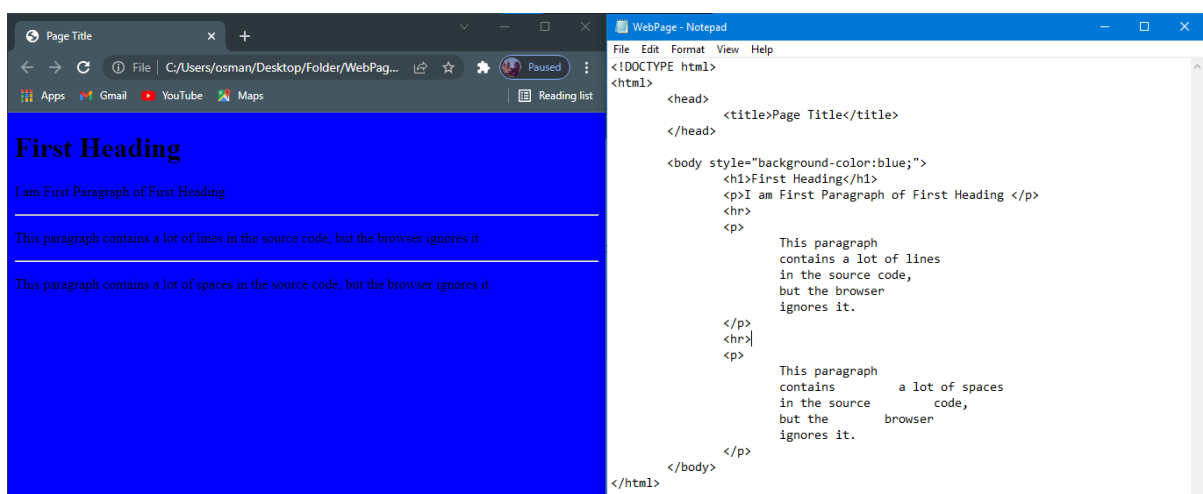 Page Title
File | C:/Users/osman/Desktop/Folder/WebPag...
Paused
Apps Gmail YouTube Maps
Reading list
First Heading
I am First Paragraph of First Heading
This paragraph contains a lot of lines in the source code, but the browser ignores it.
This paragraph contains a lot of spaces in the source code, but the browser ignores it.
WebPage - Notepad
File Edit Format View Help
<!DOCTYPE html>
<html>
<head>
<title>Page Title</title>
</head>
<body style="background-color:blue;">
<h1>First Heading</h1>
<p>I am First Paragraph of First Heading </p>
<hr>
<p>
This paragraph
contains a lot of lines
in the source code,
but the browser
ignores it.
</p>
<hr>
<p>
This paragraph
contains        a lot of spaces
in the source        code,
but the       browser
ignores it.
</p>
</body>
</html>